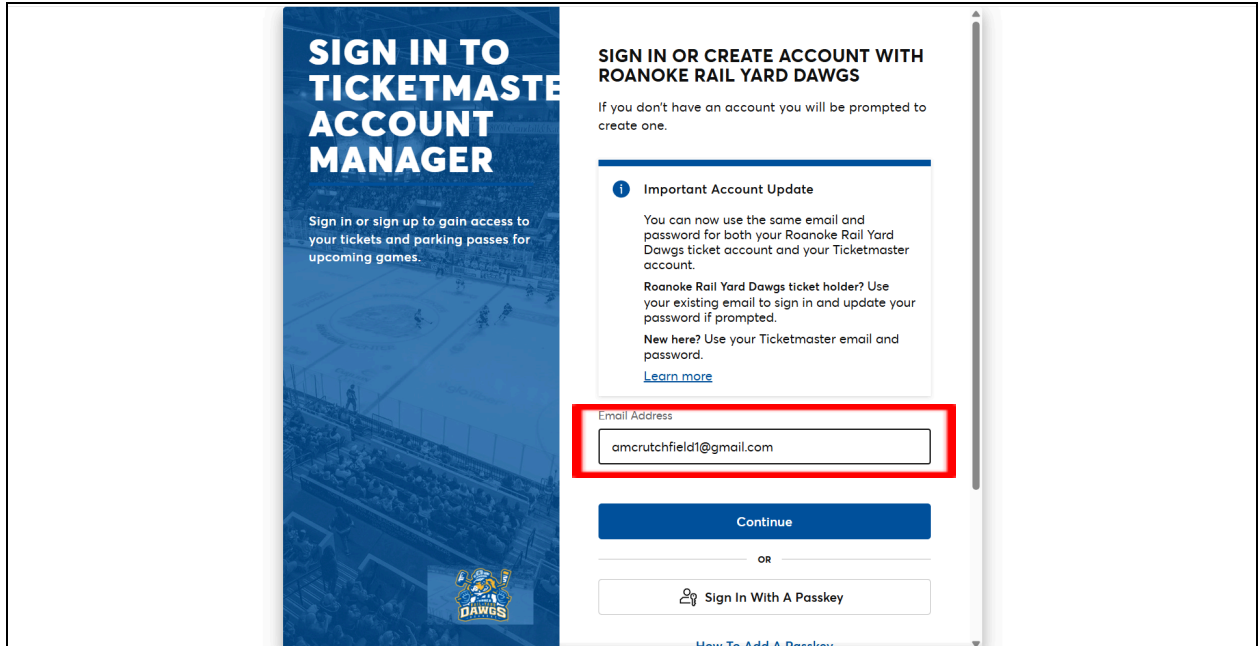 SIGN IN TO
TICKETMASTE
ACCOUNT
MANAGER
Sign in or sign up to gain access to
your tickets and parking passes for
upcoming games.
DAWGS
SIGN IN OR CREATE ACCOUNT WITH
ROANOKE RAIL YARD DAWGS
If you don't have an account you will be prompted to
create one.
Important Account Update
You can now use the same email and
password for both your Roanoke Rail Yard
Dawgs ticket account and your Ticketmaster
account.
Roanoke Rail Yard Dawgs ticket holder? Use
your existing email to sign in and update your
password if prompted.
New here? Use your Ticketmaster email and
password.
Learn more
Email Address
amcrutchfield1@gmail.com
Continue
OR
Sign In With A Passkey
How To Add A Passkey